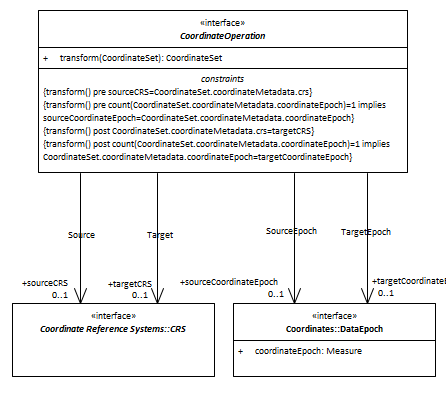 «interface»
CoordinateOperation
+ transform(CoordinateSet): CoordinateSet
constraints
{transform() pre sourceCRS=CoordinateSet.coordinateMetadata.crs}
{transform() pre count(CoordinateSet.coordinateMetadata.coordinateEpoch)=1 implies
sourceCoordinateEpoch=CoordinateSet.coordinateMetadata.coordinateEpoch}
{transform() post CoordinateSet.coordinateMetadata.crs=targetCRS}
{transform() post count(CoordinateSet.coordinateMetadata.coordinateEpoch)=1 implies
CoordinateSet.coordinateMetadata.coordinateEpoch=targetCoordinateEpoch}
Source
Target
SourceEpoch
TargetEpoch
+sourceCRS
0..1
+targetCRS
0..1
+sourceCoordinateEpoch
0..1
+targetCoordinateE
0..1
«interface»
Coordinate Reference Systems::CRS
«interface»
Coordinates::DataEpoch
+ coordinateEpoch: Measure